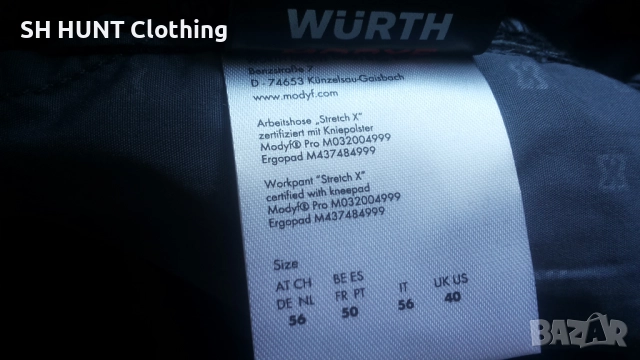 SH HUNT Clothing
WÜRTH
Benzstraße 7
D - 74653 Künzelsau-Gaisbach
www.modyf.com
Arbeitshose „Stretch X"
zertifiziert mit Kniepolster
Modyf® Pro M032004999
Ergopad M437484999
Workpant "Stretch X"
certified with kneepad
Modyf® Pro M032004999
Ergopad M437484999
Size
AT CH BE ES IT UK US
DE NL FR PT 56 40
56 50
BAZAR